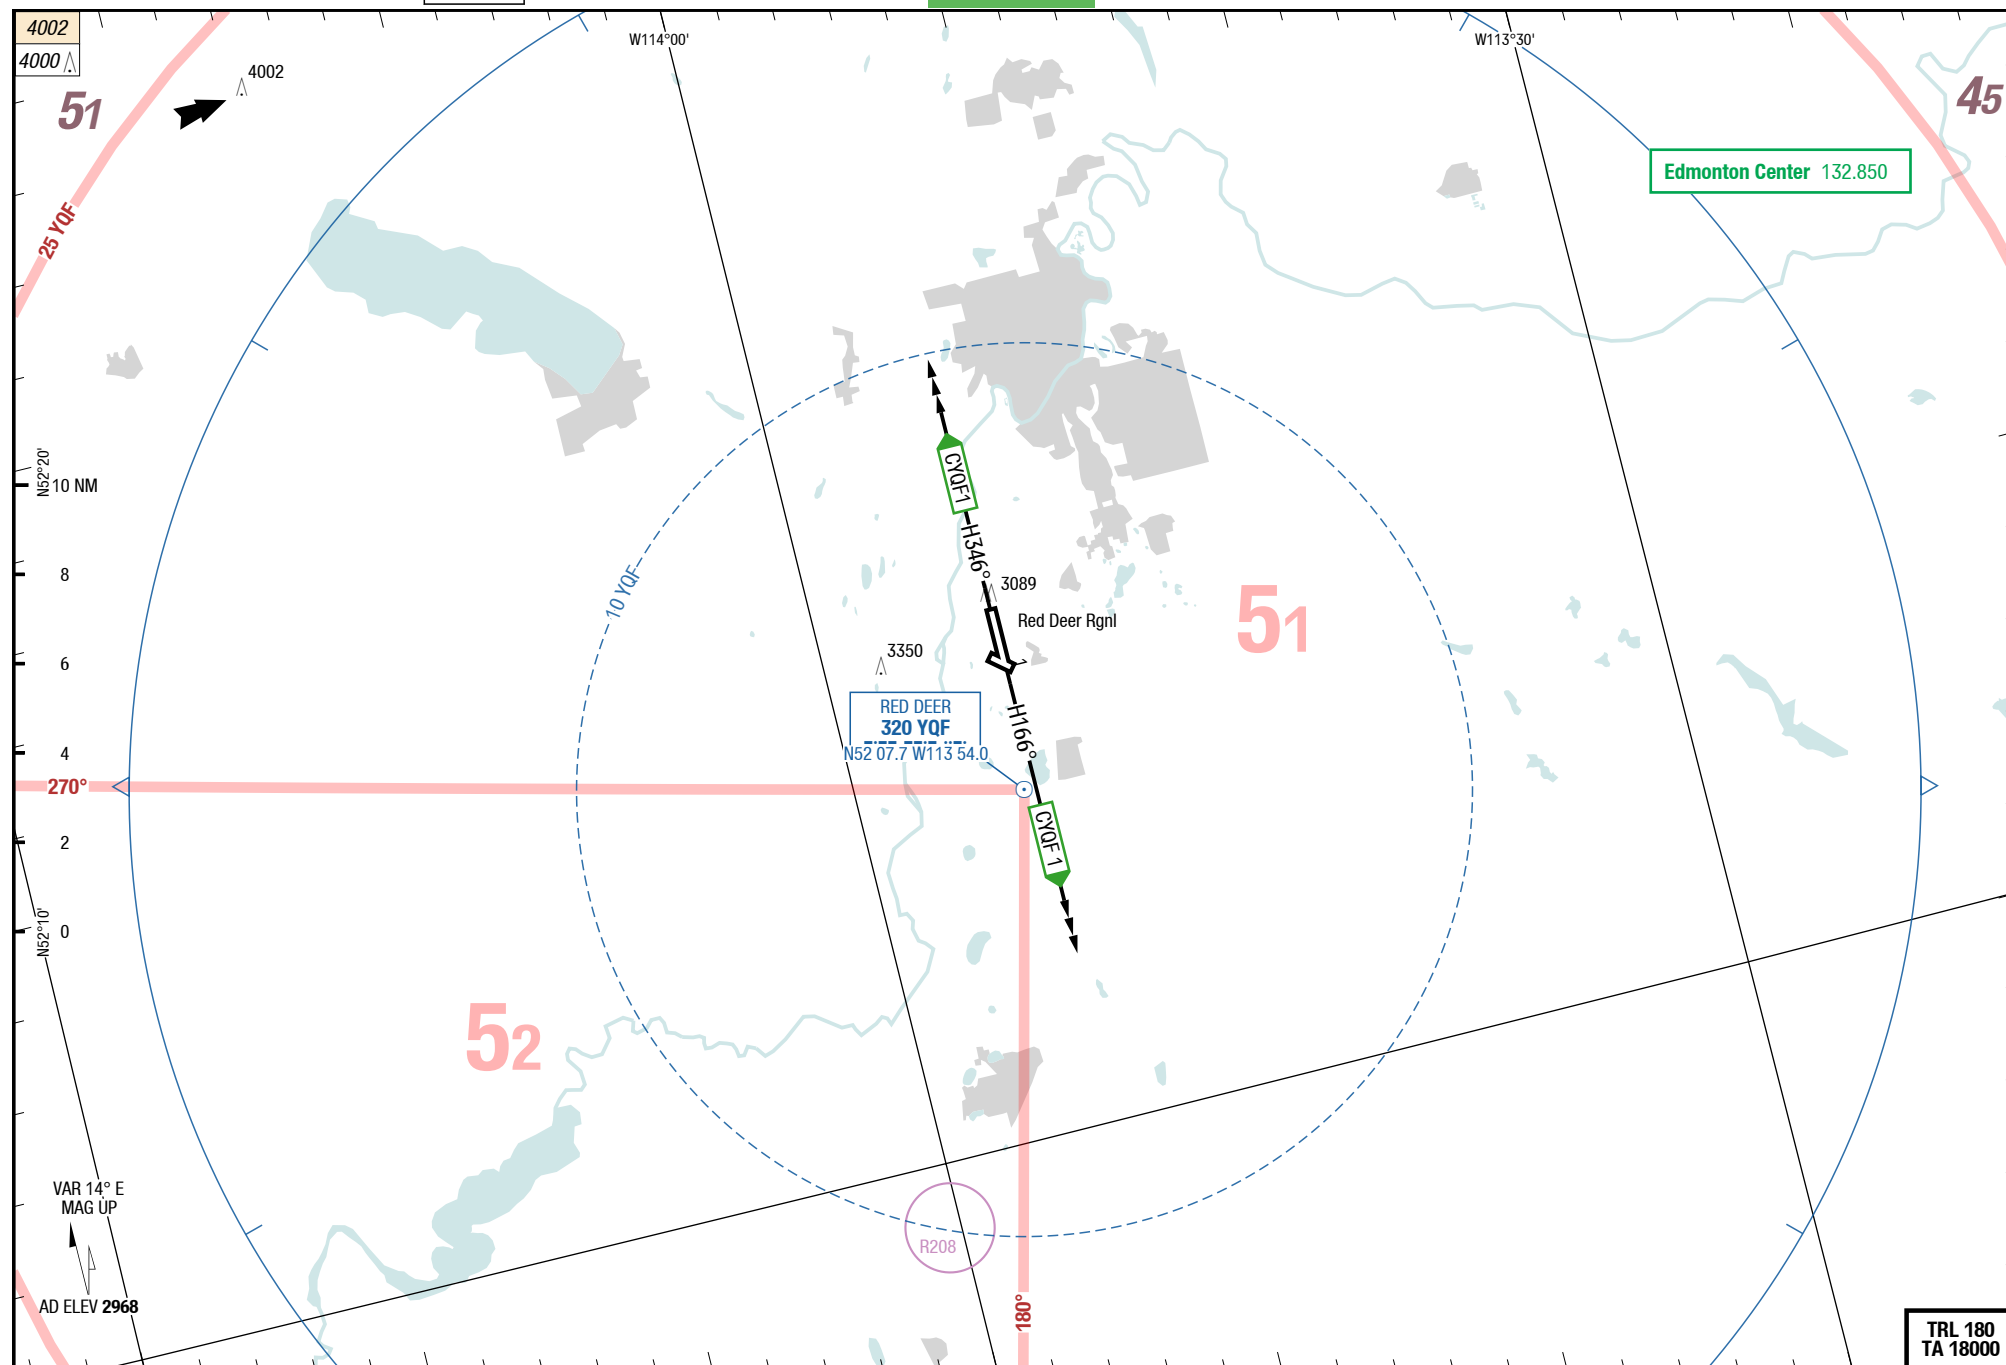 4002
4000
51
4002
W114°00'
W113°30'
45
Edmonton Center 132.850
25 YQF
N52°20'
10 NM
8
6
4
2
0
N52°10'
10 YQF
CYQF1
H346°
3089
Red Deer Rgnl
51
3350
1
RED DEER
320 YQF
N52 07.7 W113 54.0
H166°
270°
CYQF 1
52
R208
180°
VAR 14° E
MAG UP
AD ELEV 2968
TRL 180
TA 18000